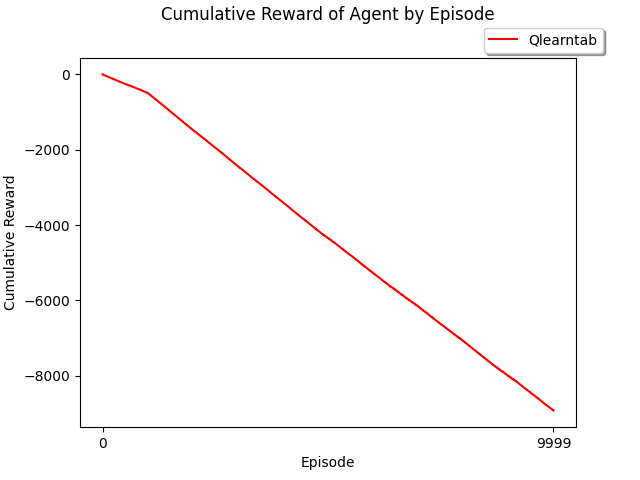 Cumulative Reward of Agent by Episode
Qlearntab
0
−2000
−4000
−6000
−8000
Cumulative Reward
0
9999
Episode